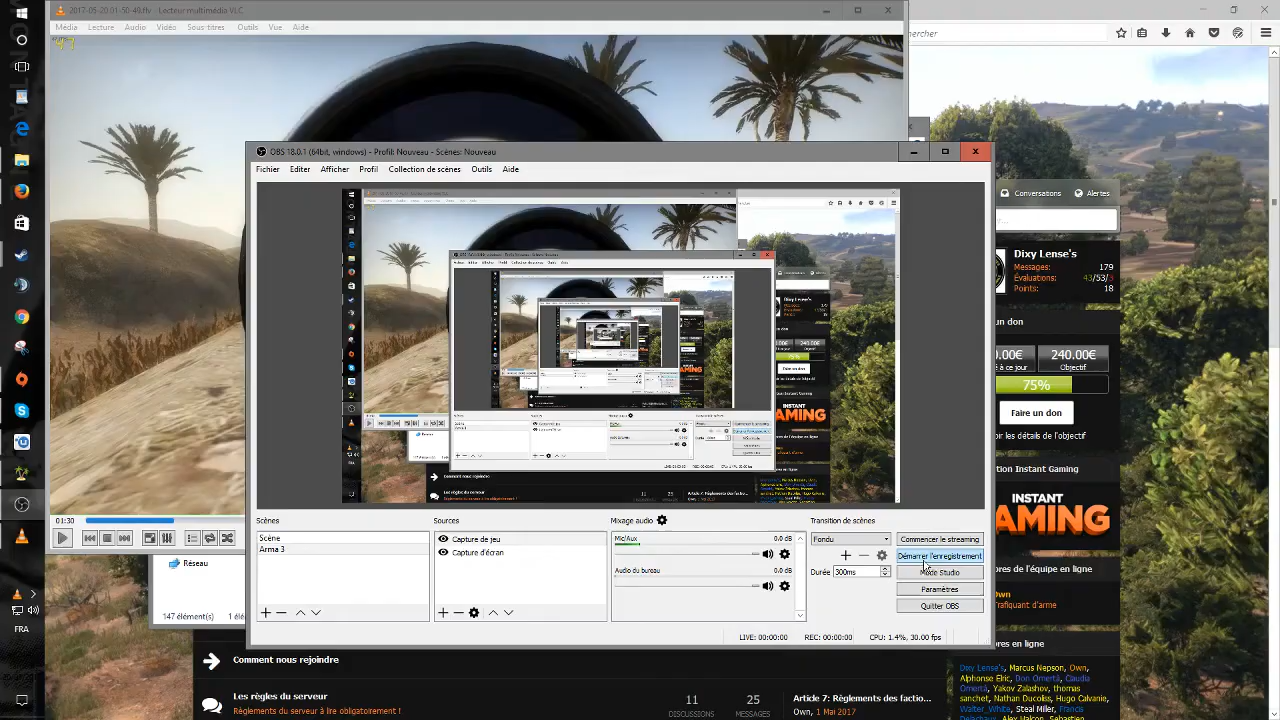 2017-05-20.01-50-49.flv - Lecteur multimédia VLC
Média Lecture Audio Vidéo Sous titres Outils Vue Aide
47
chercher
OBS 18.0.1 (64bit, windows) - Profil: Nouveau - Scènes: Nouveau
Fichier Editer Afficher Profil Collection de scènes Outils Aide
Conversations Alertes
Dixy Lense's
Messages: 179
Évaluations: 43/53/3
Points: 18
un don
240.00€
à ce jour Objectif
75%
Faire un don
oir les détails de l'objectif
tion Instant Gaming
INSTANT
GAMING
res de l'équipe en ligne
Own
Trafiquant d'arme
res en ligne
Dixy Lense's, Marcus Nepson, Own,
Alphonse Elric, Don Omertà, Claudia
Omertà, Yakov Zalashov, thomas
sanchet, Nathan Ducoliss, Hugo Calvanie,
Walter_White, Steal Miller, Francis
01:30
Réseau
147 élément(s) 1 élé
FRA
Scènes
Scène
Arma 3
Sources
Capture de jeu
Capture d'écran
Mixage audio
Mic/Aux 0.0 dB
Audio du bureau 0.0 dB
Transition de scènes
Fondu
Durée 300ms
Commencer le streaming
Démarrer l'enregistrement
Mode Studio
Paramètres
Quitter OBS
LIVE: 00:00:00 REC: 00:00:00 CPU: 1.4%, 30.00 fps
Comment nous rejoindre
Les règles du serveur
Règlements du serveur à lire obligatoirement !
11
DISCUSSIONS
25
MESSAGES
Article 7: Règlements des factio...
Own, 1 Mai 2017